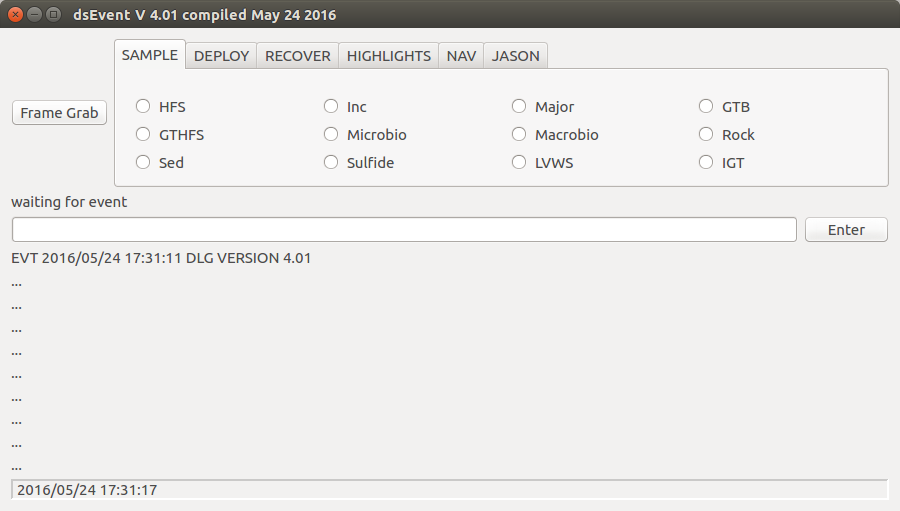 dsEvent V 4.01 compiled May 24 2016
SAMPLE DEPLOY RECOVER HIGHLIGHTS NAV JASON
Frame Grab
HFS Inc Major GTB
GTHFS Microbio Macrobio Rock
Sed Sulfide LVWS IGT
waiting for event
Enter
EVT 2016/05/24 17:31:11 DLG VERSION 4.01
...
...
...
...
...
...
...
...
...
2016/05/24 17:31:17